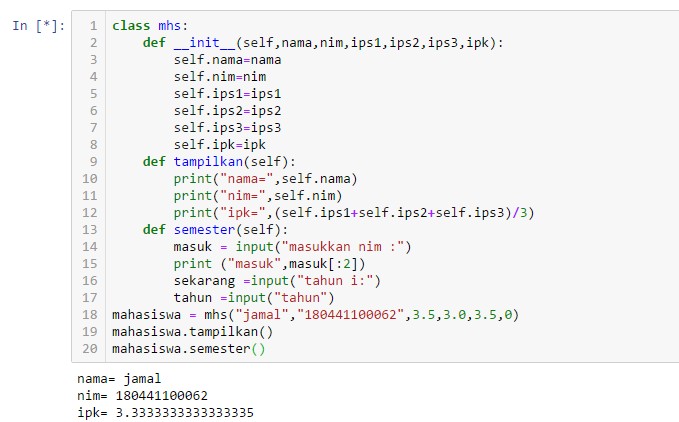 In [*]:
1 class mhs:
2     def __init__(self,nama,nim,ips1,ips2,ips3,ipk):
3         self.nama=nama
4         self.nim=nim
5         self.ips1=ips1
6         self.ips2=ips2
7         self.ips3=ips3
8         self.ipk=ipk
9     def tampilkan(self):
10         print("nama=",self.nama)
11         print("nim=",self.nim)
12         print("ipk=",(self.ips1+self.ips2+self.ips3)/3)
13     def semester(self):
14         masuk = input("masukkan nim :")
15         print ("masuk",masuk[:2])
16         sekarang =input("tahun i:")
17         tahun =input("tahun")
18 mahasiswa = mhs("jamal","180441100062",3.5,3.0,3.5,0)
19 mahasiswa.tampilkan()
20 mahasiswa.semester()
nama= jamal
nim= 180441100062
ipk= 3.3333333333333335